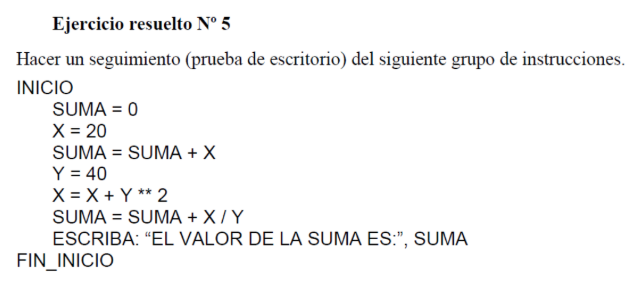 Ejercicio resuelto Nº 5
Hacer un seguimiento (prueba de escritorio) del siguiente grupo de instrucciones.
INICIO
SUMA = 0
X = 20
SUMA = SUMA + X
Y = 40
X = X + Y ** 2
SUMA = SUMA + X / Y
ESCRIBA: “EL VALOR DE LA SUMA ES:”, SUMA
FIN_INICIO